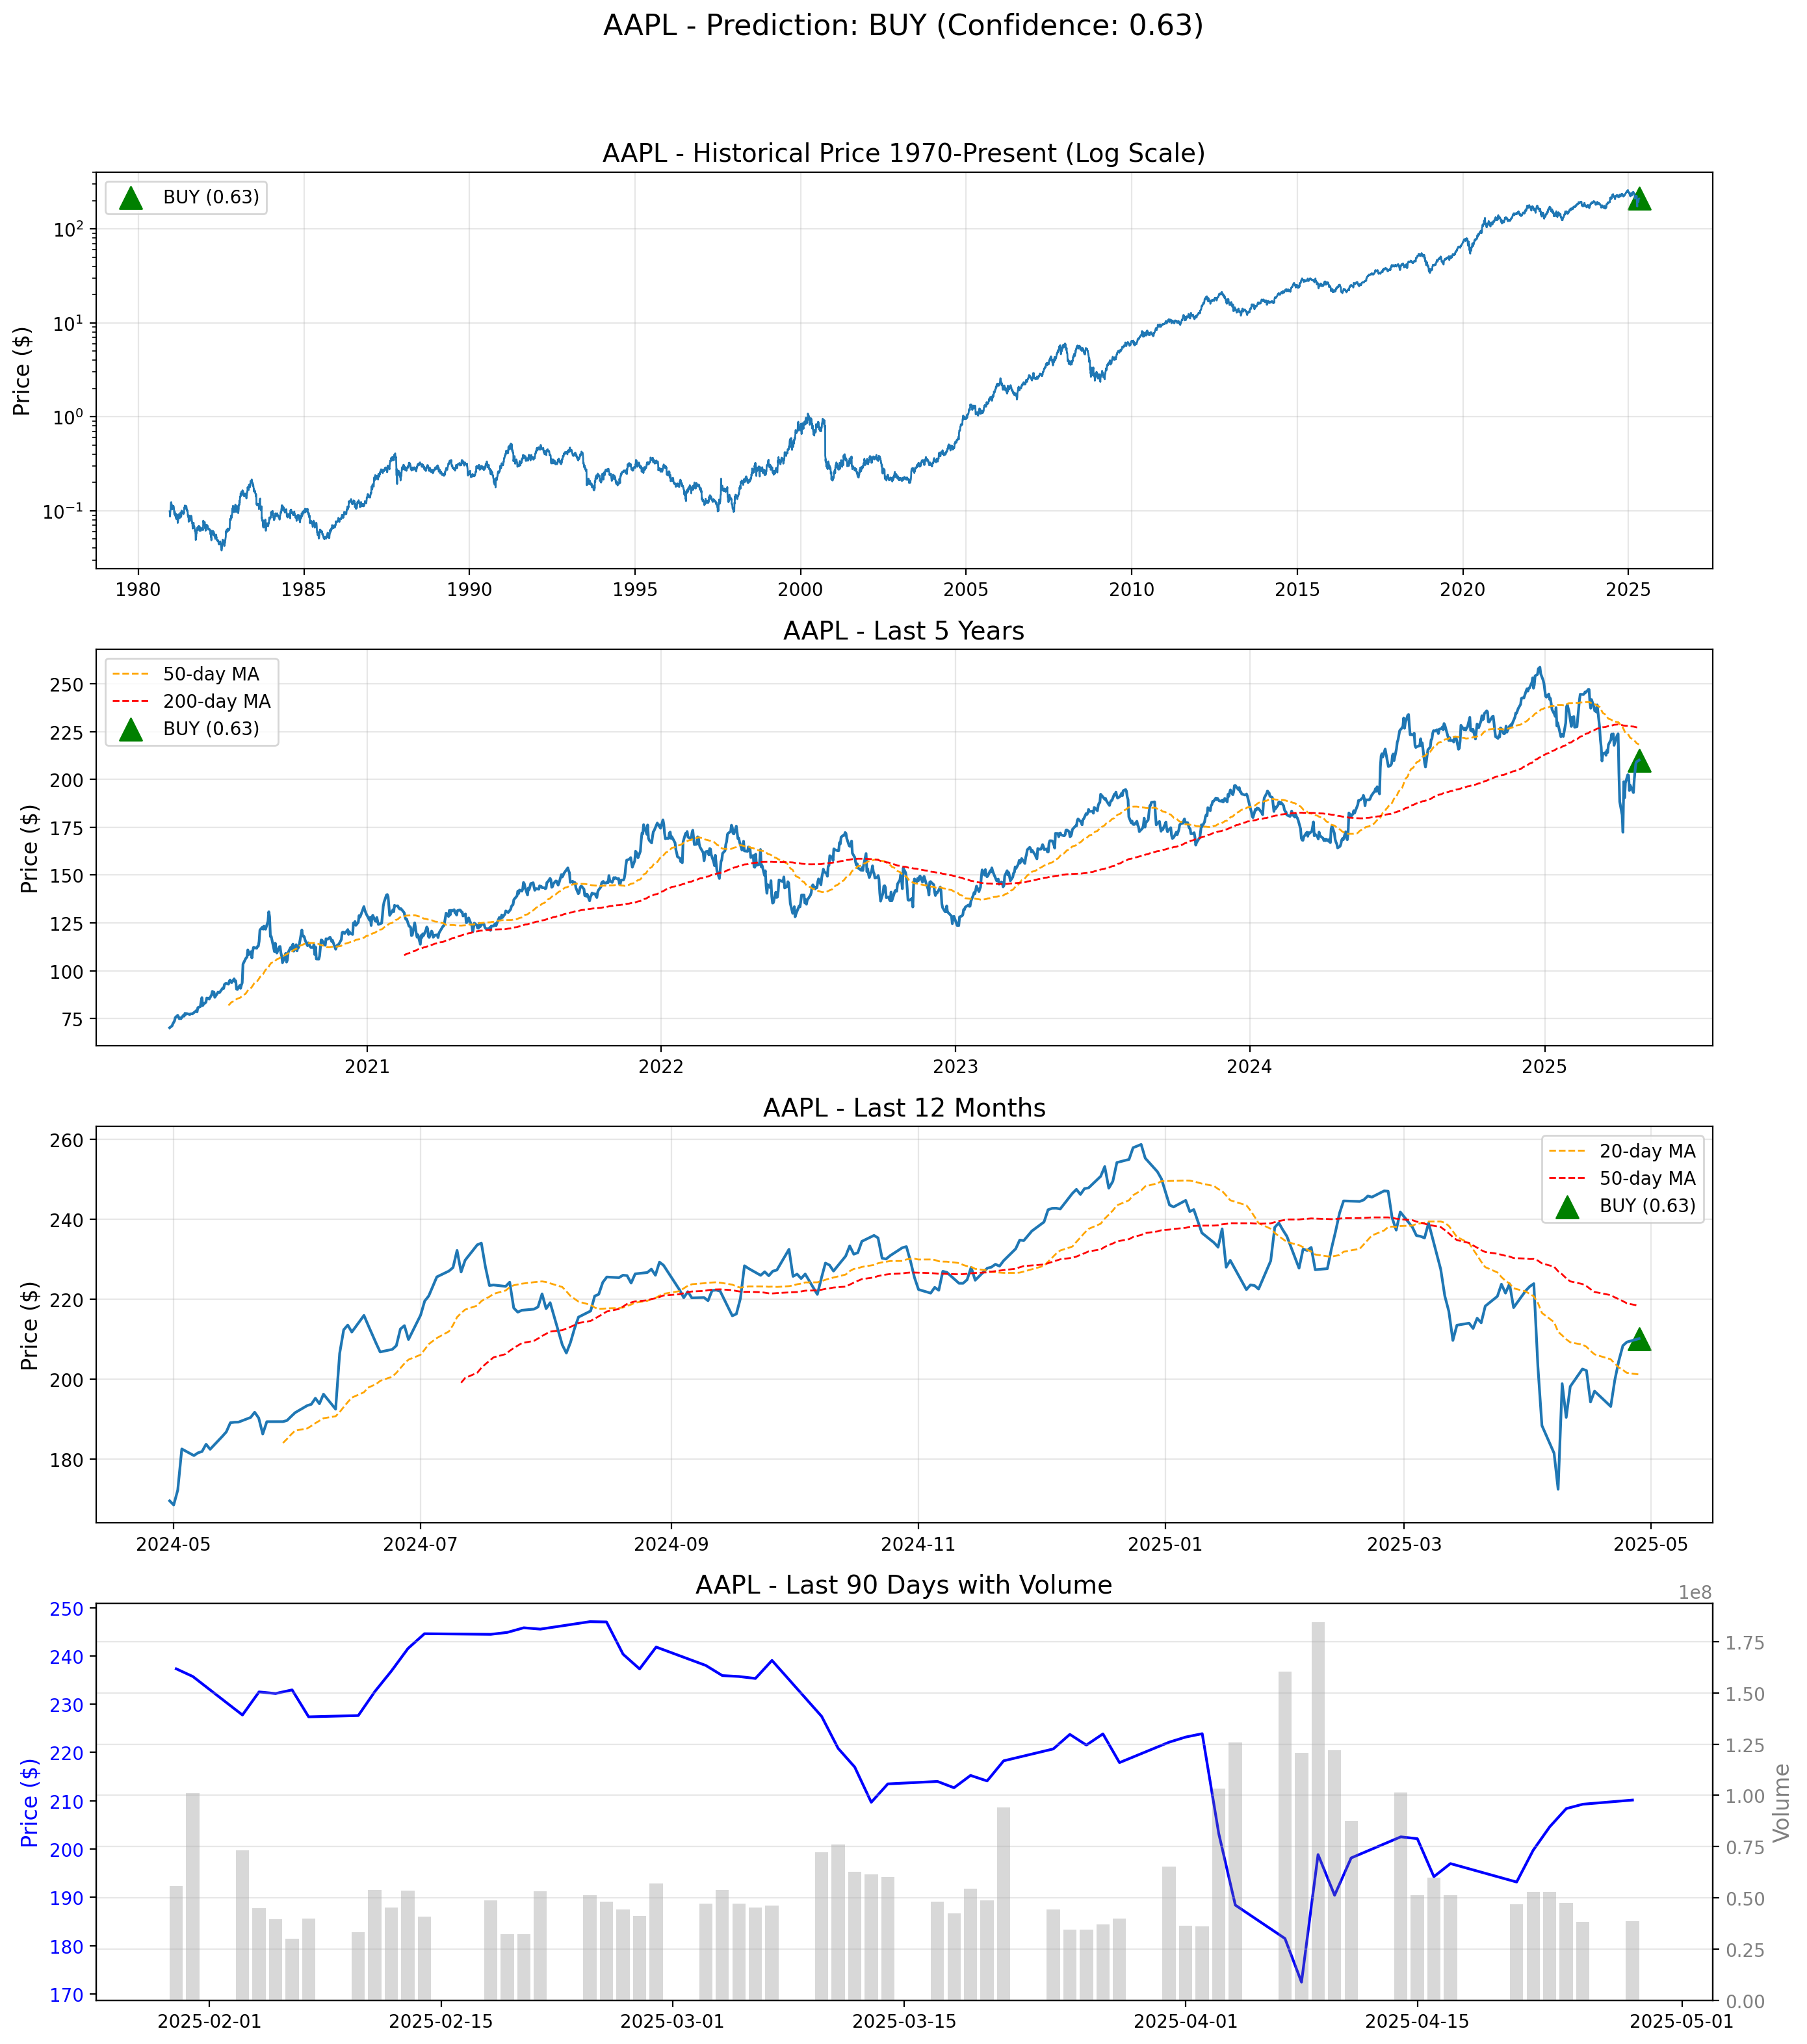 AAPL - Prediction: BUY (Confidence: 0.63)
AAPL - Historical Price 1970-Present (Log Scale)
BUY (0.63)
Price ($)
10²
10¹
10⁰
10⁻¹
1980 1985 1990 1995 2000 2005 2010 2015 2020 2025
AAPL - Last 5 Years
50-day MA
200-day MA
BUY (0.63)
Price ($)
250
225
200
175
150
125
100
75
2021 2022 2023 2024 2025
AAPL - Last 12 Months
20-day MA
50-day MA
BUY (0.63)
Price ($)
260
240
220
200
180
2024-05 2024-07 2024-09 2024-11 2025-01 2025-03 2025-05
AAPL - Last 90 Days with Volume
1e8
Price ($)
250
240
230
220
210
200
190
180
170
1.75
1.50
1.25
1.00
0.75
0.50
0.25
0.00
Volume
2025-02-01 2025-02-15 2025-03-01 2025-03-15 2025-04-01 2025-04-15 2025-05-01